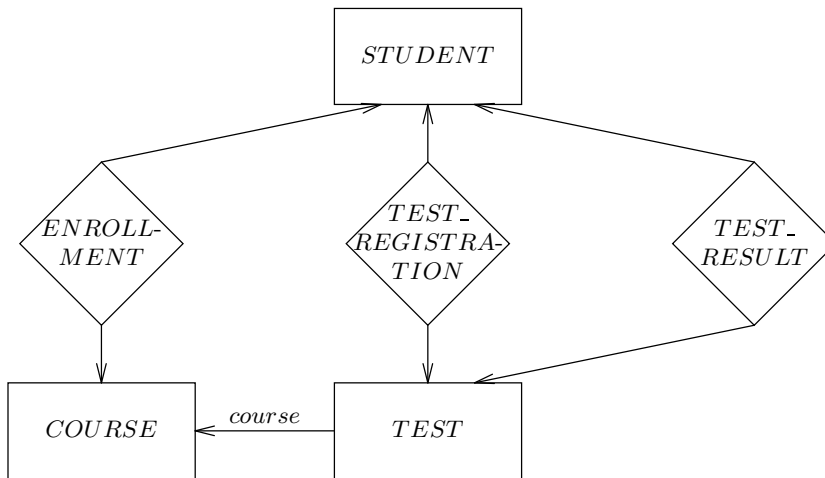 STUDENT
ENROLL-
MENT
TEST_
REGISTRA-
TION
TEST_
RESULT
course
COURSE
TEST